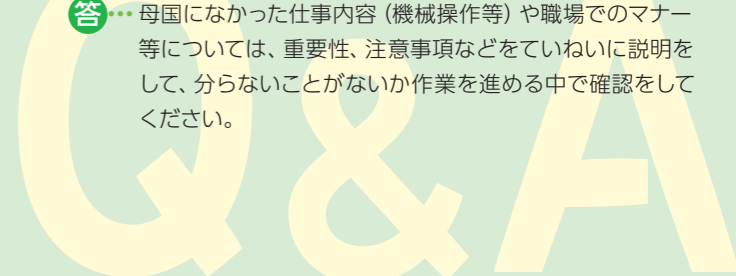 答… 母国になかった仕事内容(機械操作等)や職場でのマナー
等については、重要性、注意事項などをていねいに説明を
して、分らないことがないか作業を進める中で確認をして
ください。
Q&A